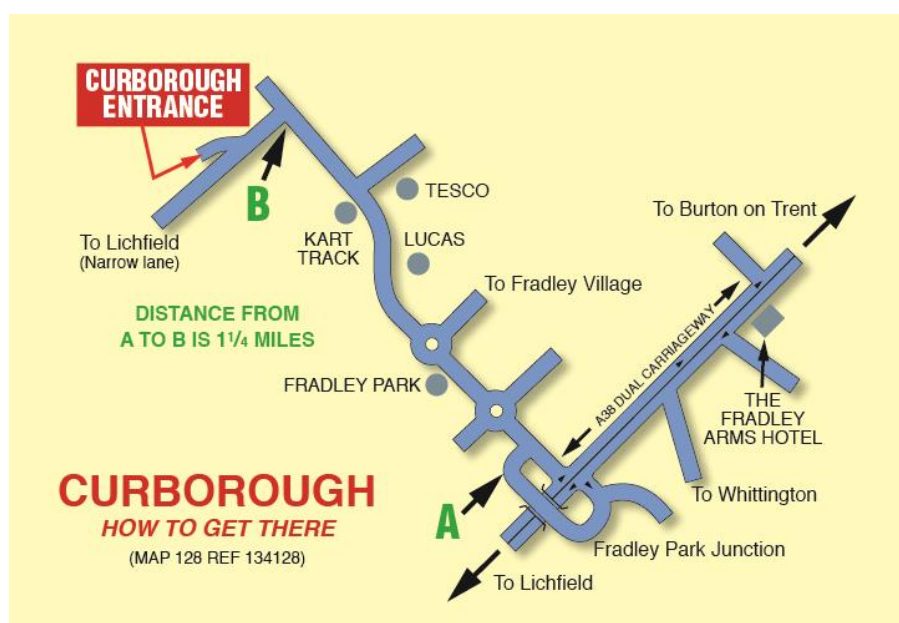 CURBOROUGH
ENTRANCE
B
TESCO
To Burton on Trent
To Lichfield
(Narrow lane)
KART
TRACK
LUCAS
To Fradley Village
DISTANCE FROM
A TO B IS 1 1/4 MILES
A38 DUAL CARRIAGEWAY
FRADLEY PARK
THE
FRADLEY
ARMS HOTEL
CURBOROUGH
HOW TO GET THERE
(MAP 128 REF 134128)
A
To Whittington
Fradley Park Junction
To Lichfield